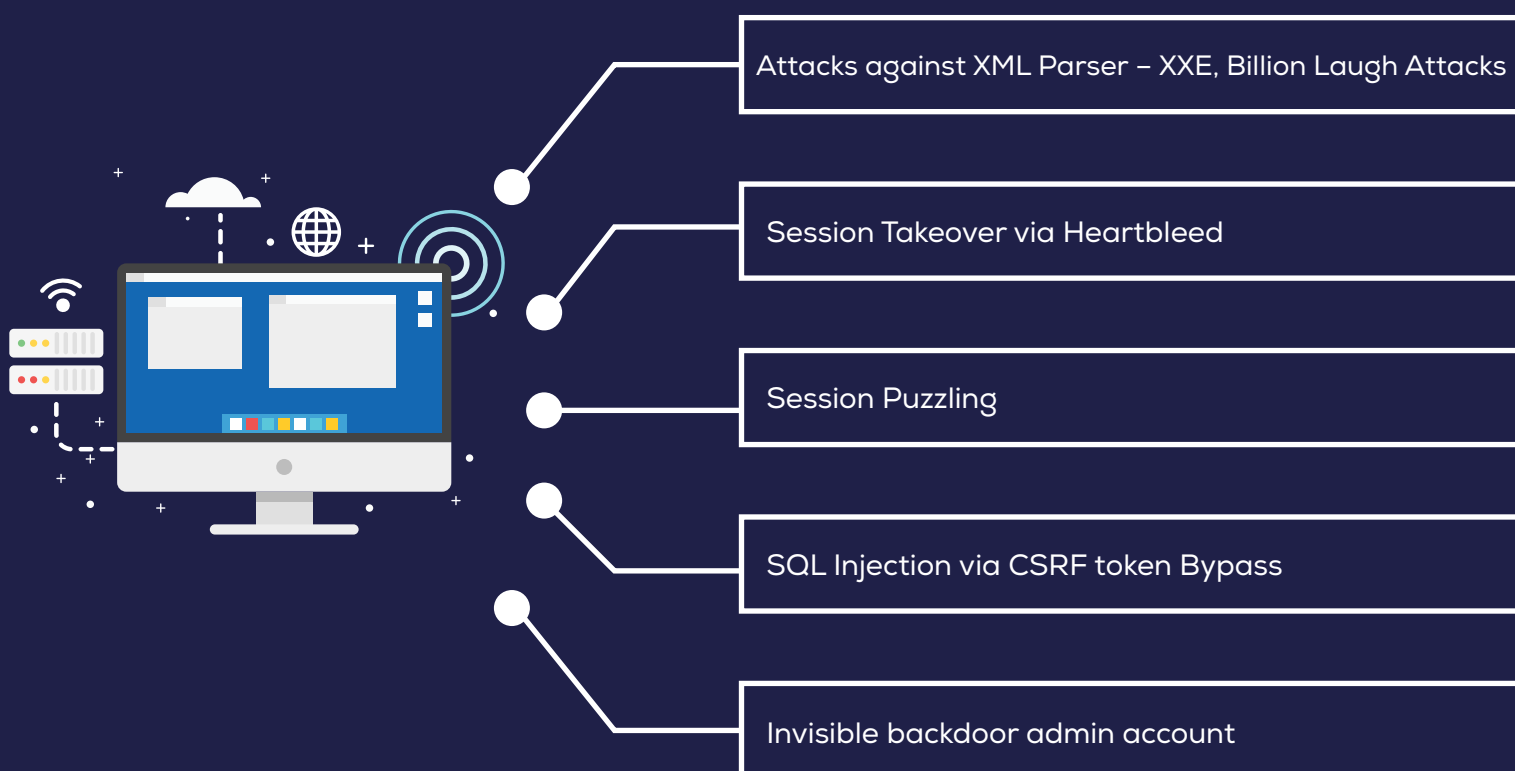 Attacks against XML Parser – XXE, Billion Laugh Attacks
Session Takeover via Heartbleed
Session Puzzling
SQL Injection via CSRF token Bypass
Invisible backdoor admin account